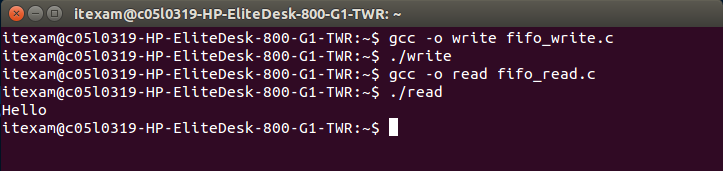 itexam@c05l0319-HP-EliteDesk-800-G1-TWR: ~
itexam@c05l0319-HP-EliteDesk-800-G1-TWR:~$ gcc -o write fifo_write.c
itexam@c05l0319-HP-EliteDesk-800-G1-TWR:~$ ./write
itexam@c05l0319-HP-EliteDesk-800-G1-TWR:~$ gcc -o read fifo_read.c
itexam@c05l0319-HP-EliteDesk-800-G1-TWR:~$ ./read
Hello
itexam@c05l0319-HP-EliteDesk-800-G1-TWR:~$